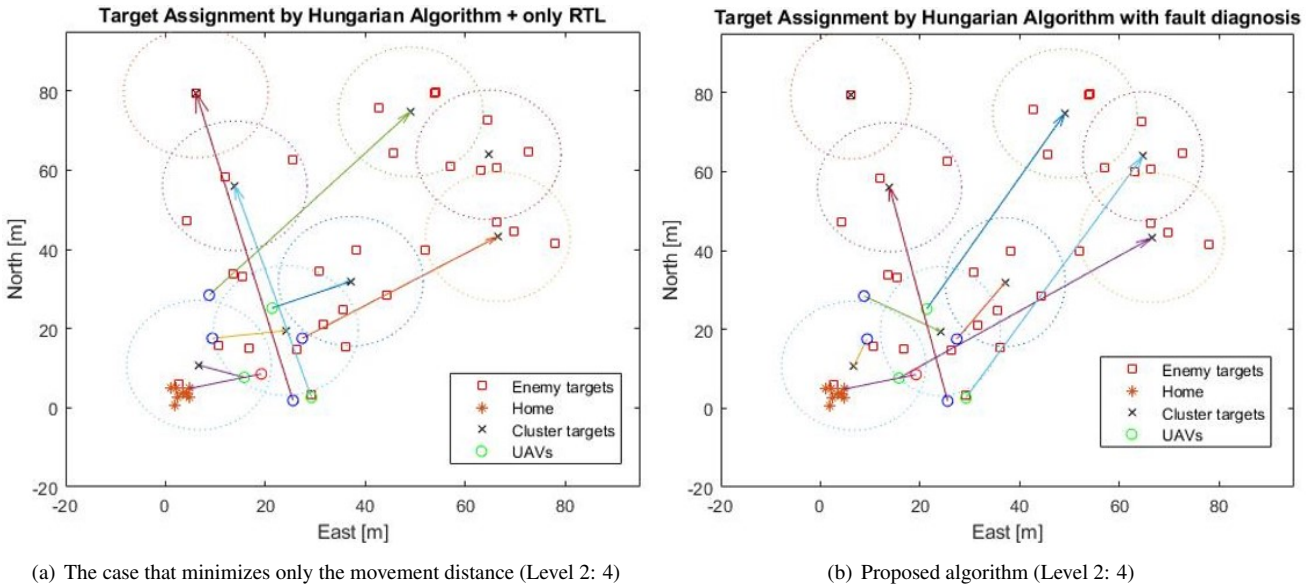 Target Assignment by Hungarian Algorithm + only RTL
80
60
40
20
0
-20
North [m]
-20
0
20
40
60
80
East [m]
Enemy targets
Home
Cluster targets
UAVs
(a) The case that minimizes only the movement distance (Level 2: 4)
Target Assignment by Hungarian Algorithm with fault diagnosis
80
60
40
20
0
-20
North [m]
-20
0
20
40
60
80
East [m]
Enemy targets
Home
Cluster targets
UAVs
(b) Proposed algorithm (Level 2: 4)